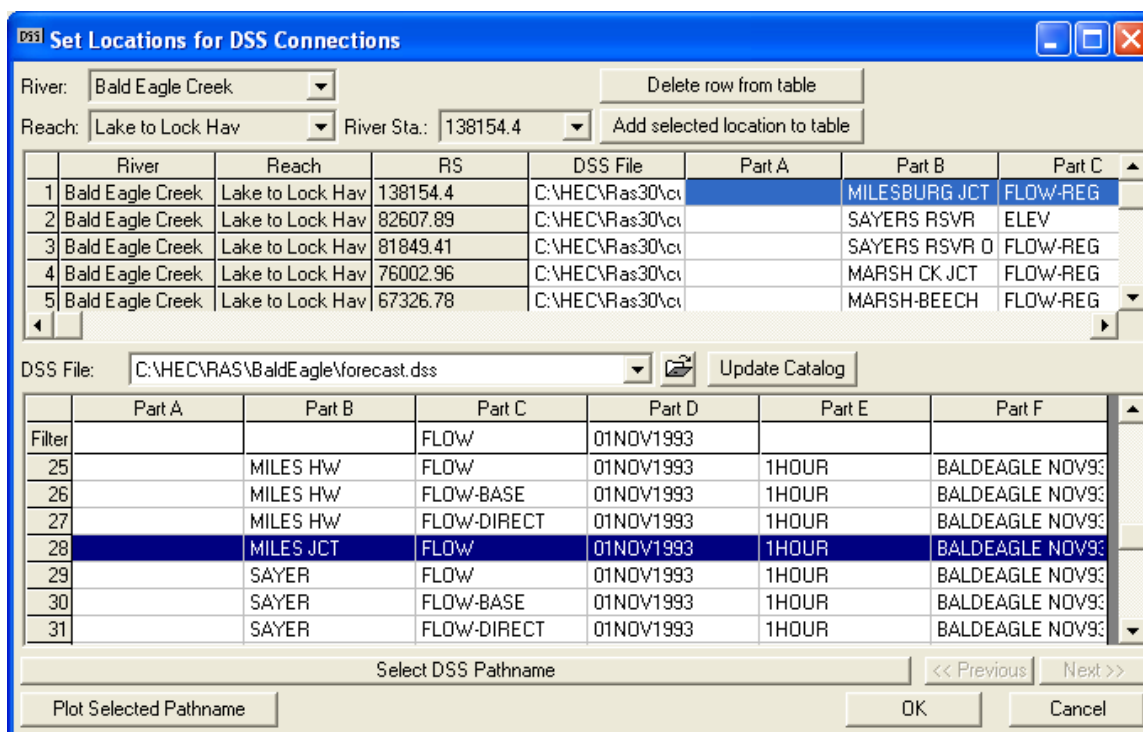 DSS Set Locations for DSS Connections
River: Bald Eagle Creek Delete row from table
Reach: Lake to Lock Hav River Sta.: 138154.4 Add selected location to table
River Reach RS DSS File Part A Part B Part C
1 Bald Eagle Creek Lake to Lock Hav 138154.4 C:\HEC\Ras30\cu MILESBURG JCT FLOW-REG
2 Bald Eagle Creek Lake to Lock Hav 82607.89 C:\HEC\Ras30\cu SAYERS RSVR ELEV
3 Bald Eagle Creek Lake to Lock Hav 81849.41 C:\HEC\Ras30\cu SAYERS RSVR O FLOW-REG
4 Bald Eagle Creek Lake to Lock Hav 76002.96 C:\HEC\Ras30\cu MARSH CK JCT FLOW-REG
5 Bald Eagle Creek Lake to Lock Hav 67326.78 C:\HEC\Ras30\cu MARSH-BEECH FLOW-REG
DSS File: C:\HEC\RAS\BaldEagle\forecast.dss Update Catalog
Part A Part B Part C Part D Part E Part F
Filter FLOW 01NOV1993
25 MILES HW FLOW 01NOV1993 1HOUR BALDEAGLE NOV93
26 MILES HW FLOW-BASE 01NOV1993 1HOUR BALDEAGLE NOV93
27 MILES HW FLOW-DIRECT 01NOV1993 1HOUR BALDEAGLE NOV93
28 MILES JCT FLOW 01NOV1993 1HOUR BALDEAGLE NOV93
29 SAYER FLOW 01NOV1993 1HOUR BALDEAGLE NOV93
30 SAYER FLOW-BASE 01NOV1993 1HOUR BALDEAGLE NOV93
31 SAYER FLOW-DIRECT 01NOV1993 1HOUR BALDEAGLE NOV93
Select DSS Pathname << Previous Next >>
Plot Selected Pathname OK Cancel